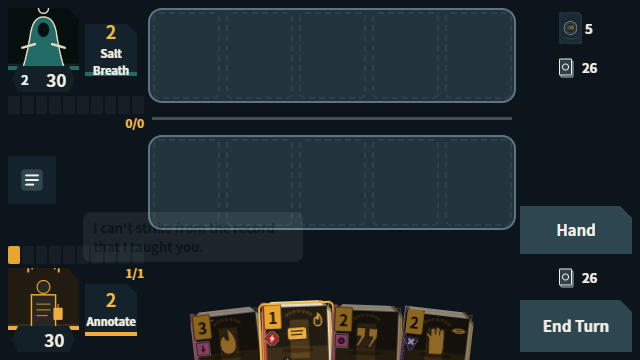 2
Salt
Breath
2 30
0/0
5
26
I can't strike from the record
that I taught you.
1/1
2
Annotate
30
3
1
2
2
Hand
26
End Turn